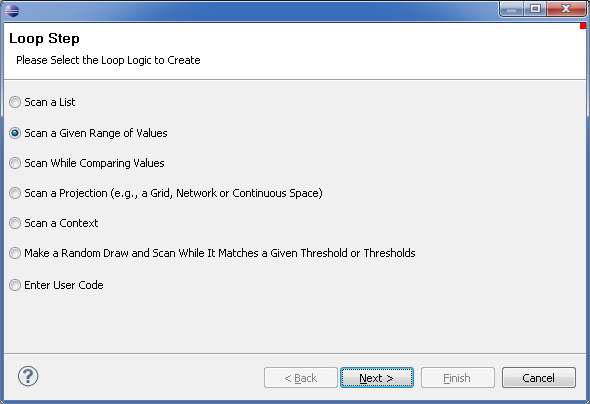 Loop Step
Please Select the Loop Logic to Create
Scan a List
Scan a Given Range of Values
Scan While Comparing Values
Scan a Projection (e.g., a Grid, Network or Continuous Space)
Scan a Context
Make a Random Draw and Scan While It Matches a Given Threshold or Thresholds
Enter User Code
? < Back Next > Finish Cancel